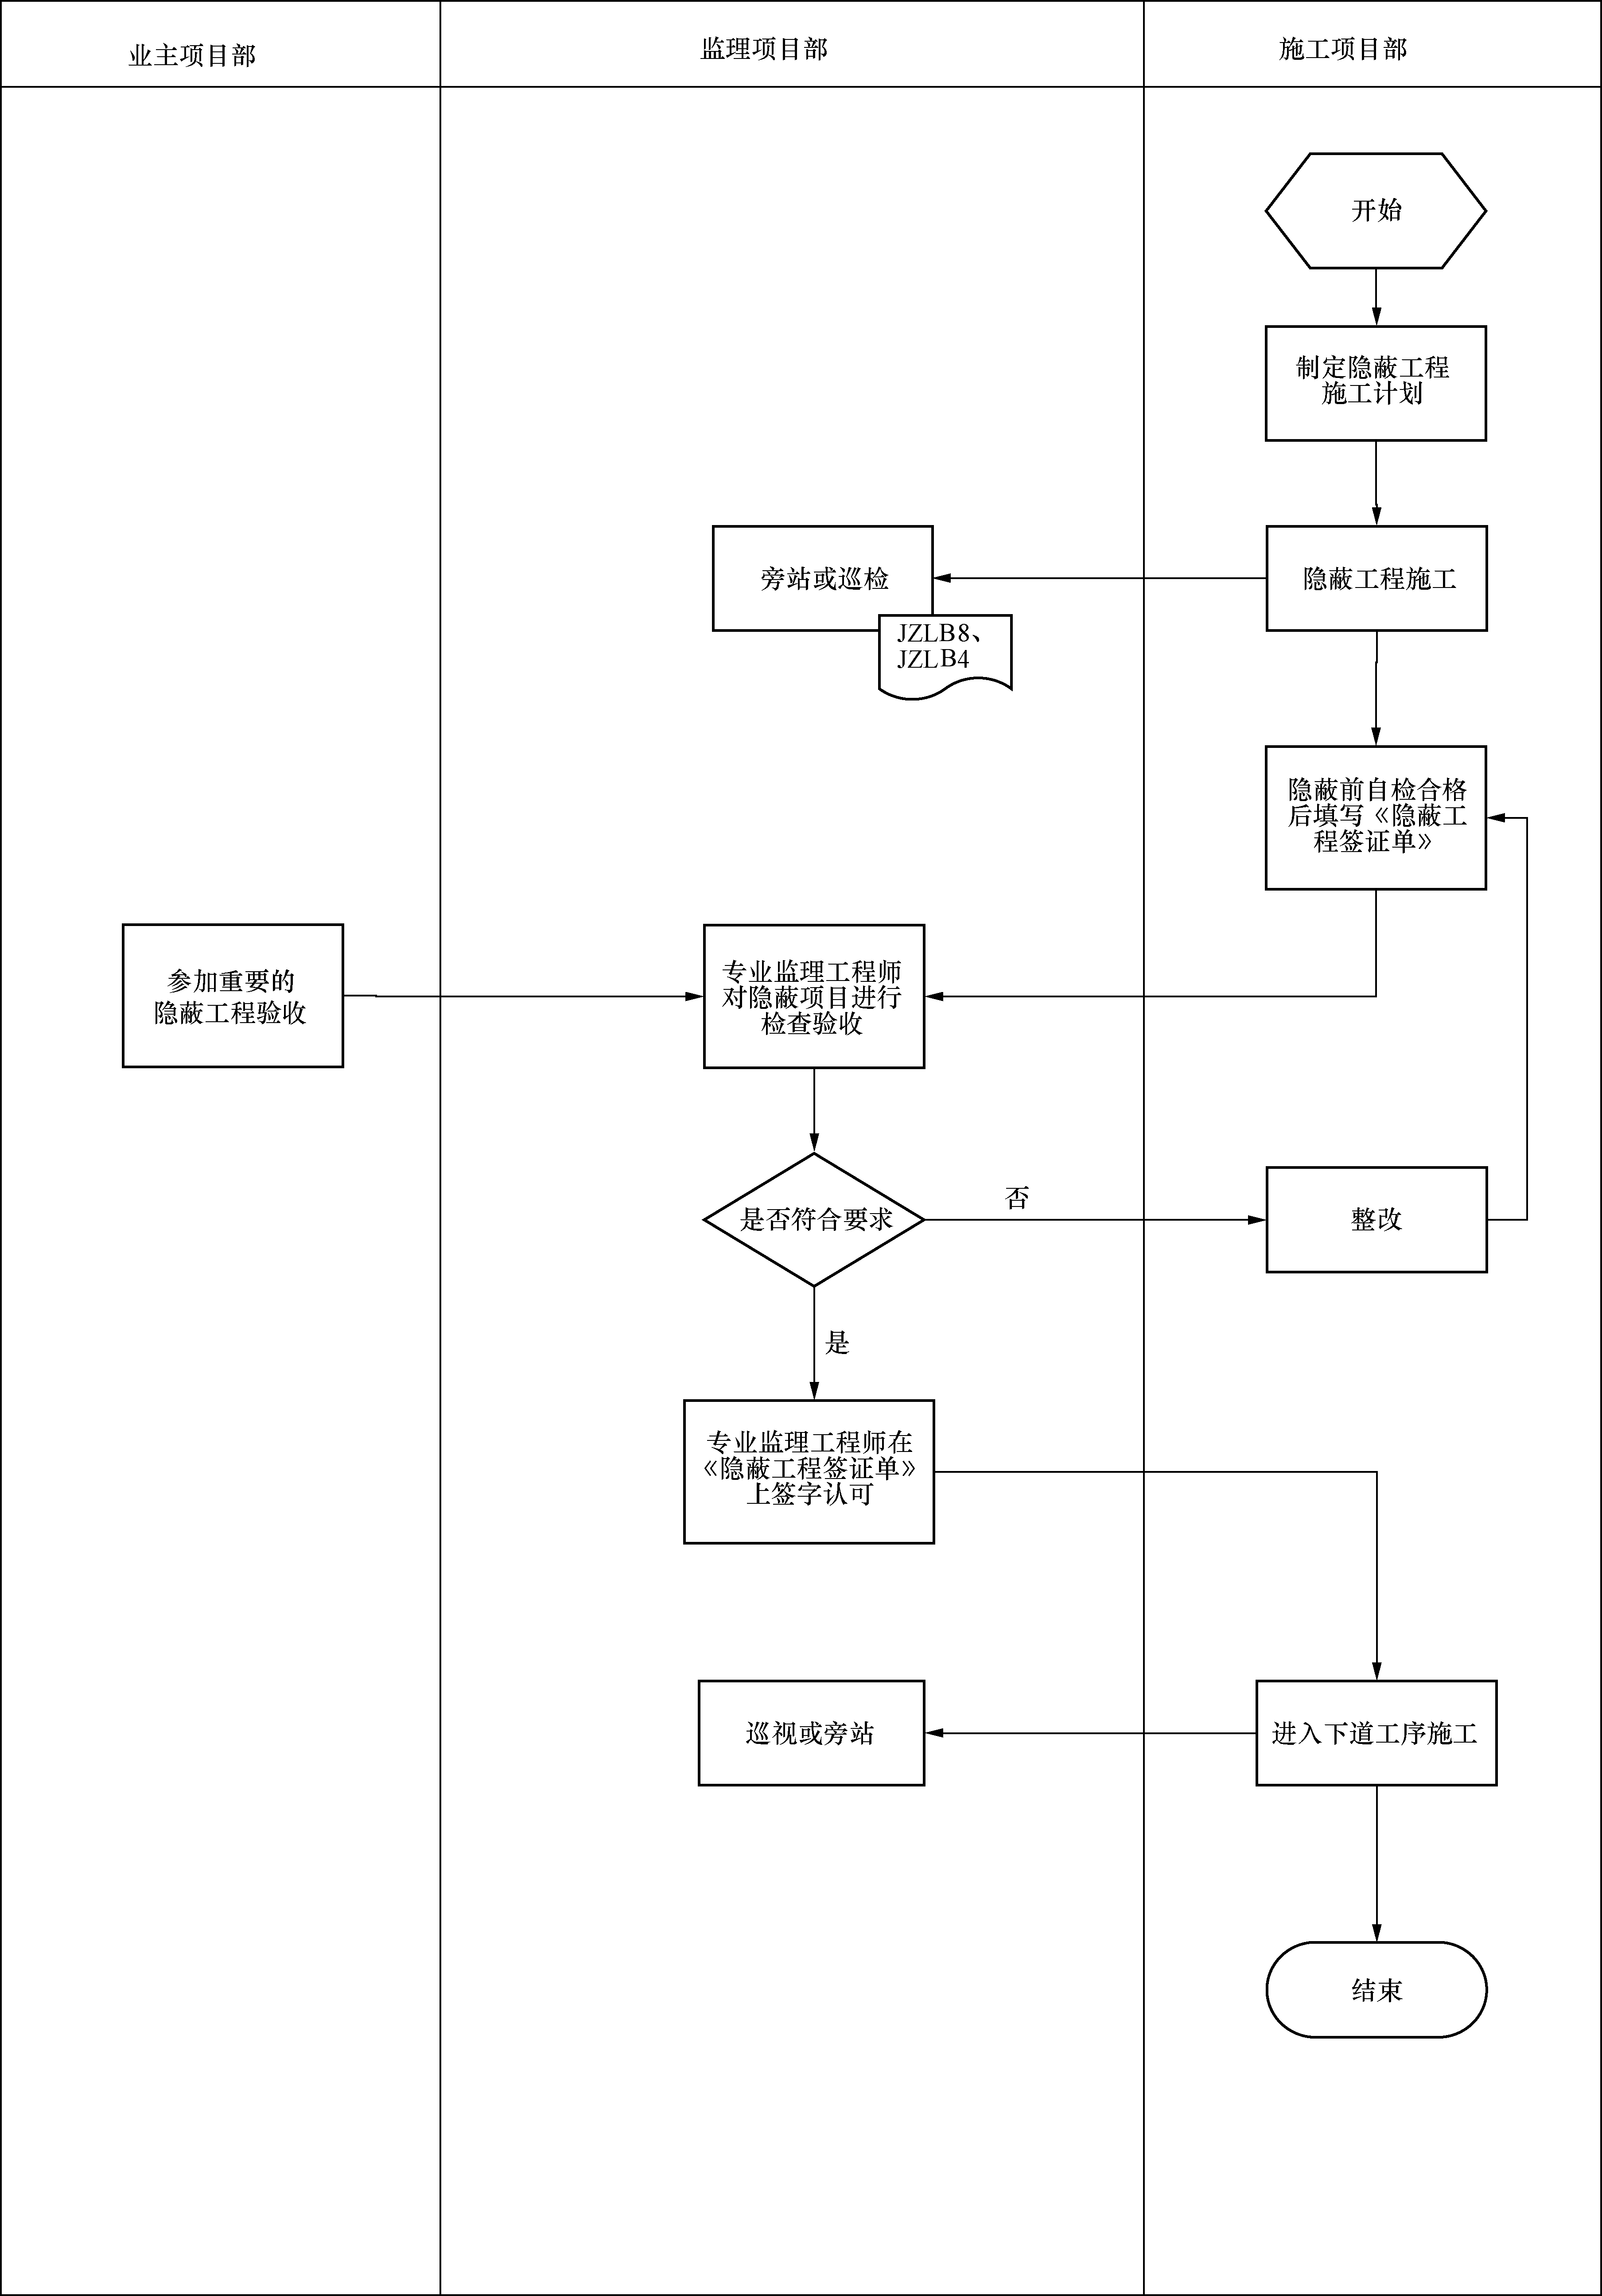 业主项目部
监理项目部
施工项目部
开始
制定隐蔽工程
施工计划
旁站或巡检
隐蔽工程施工
JZLB8、
JZLB4
隐蔽前自检合格
后填写《隐蔽工
程签证单》
参加重要的
隐蔽工程验收
专业监理工程师
对隐蔽项目进行
检查验收
是否符合要求
否
整改
是
专业监理工程师在
《隐蔽工程签证单》
上签字认可
巡视或旁站
进入下道工序施工
结束